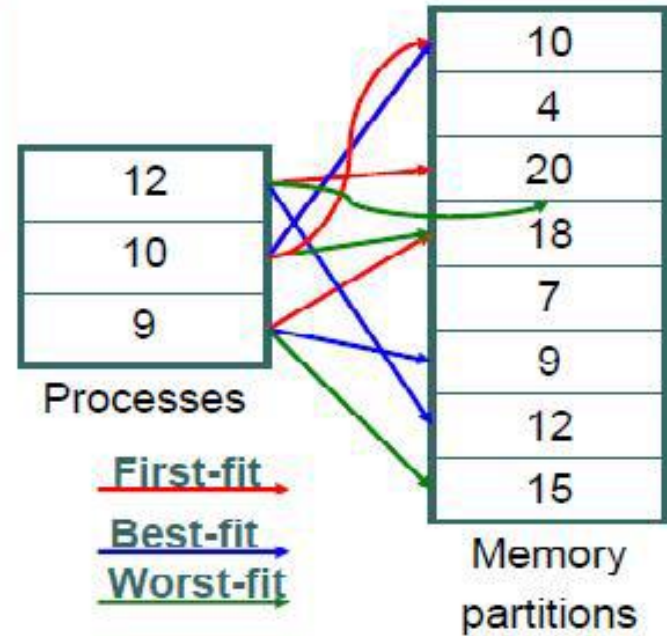 12
10
9
Processes
First-fit
Best-fit
Worst-fit
10
4
20
18
7
9
12
15
Memory
partitions